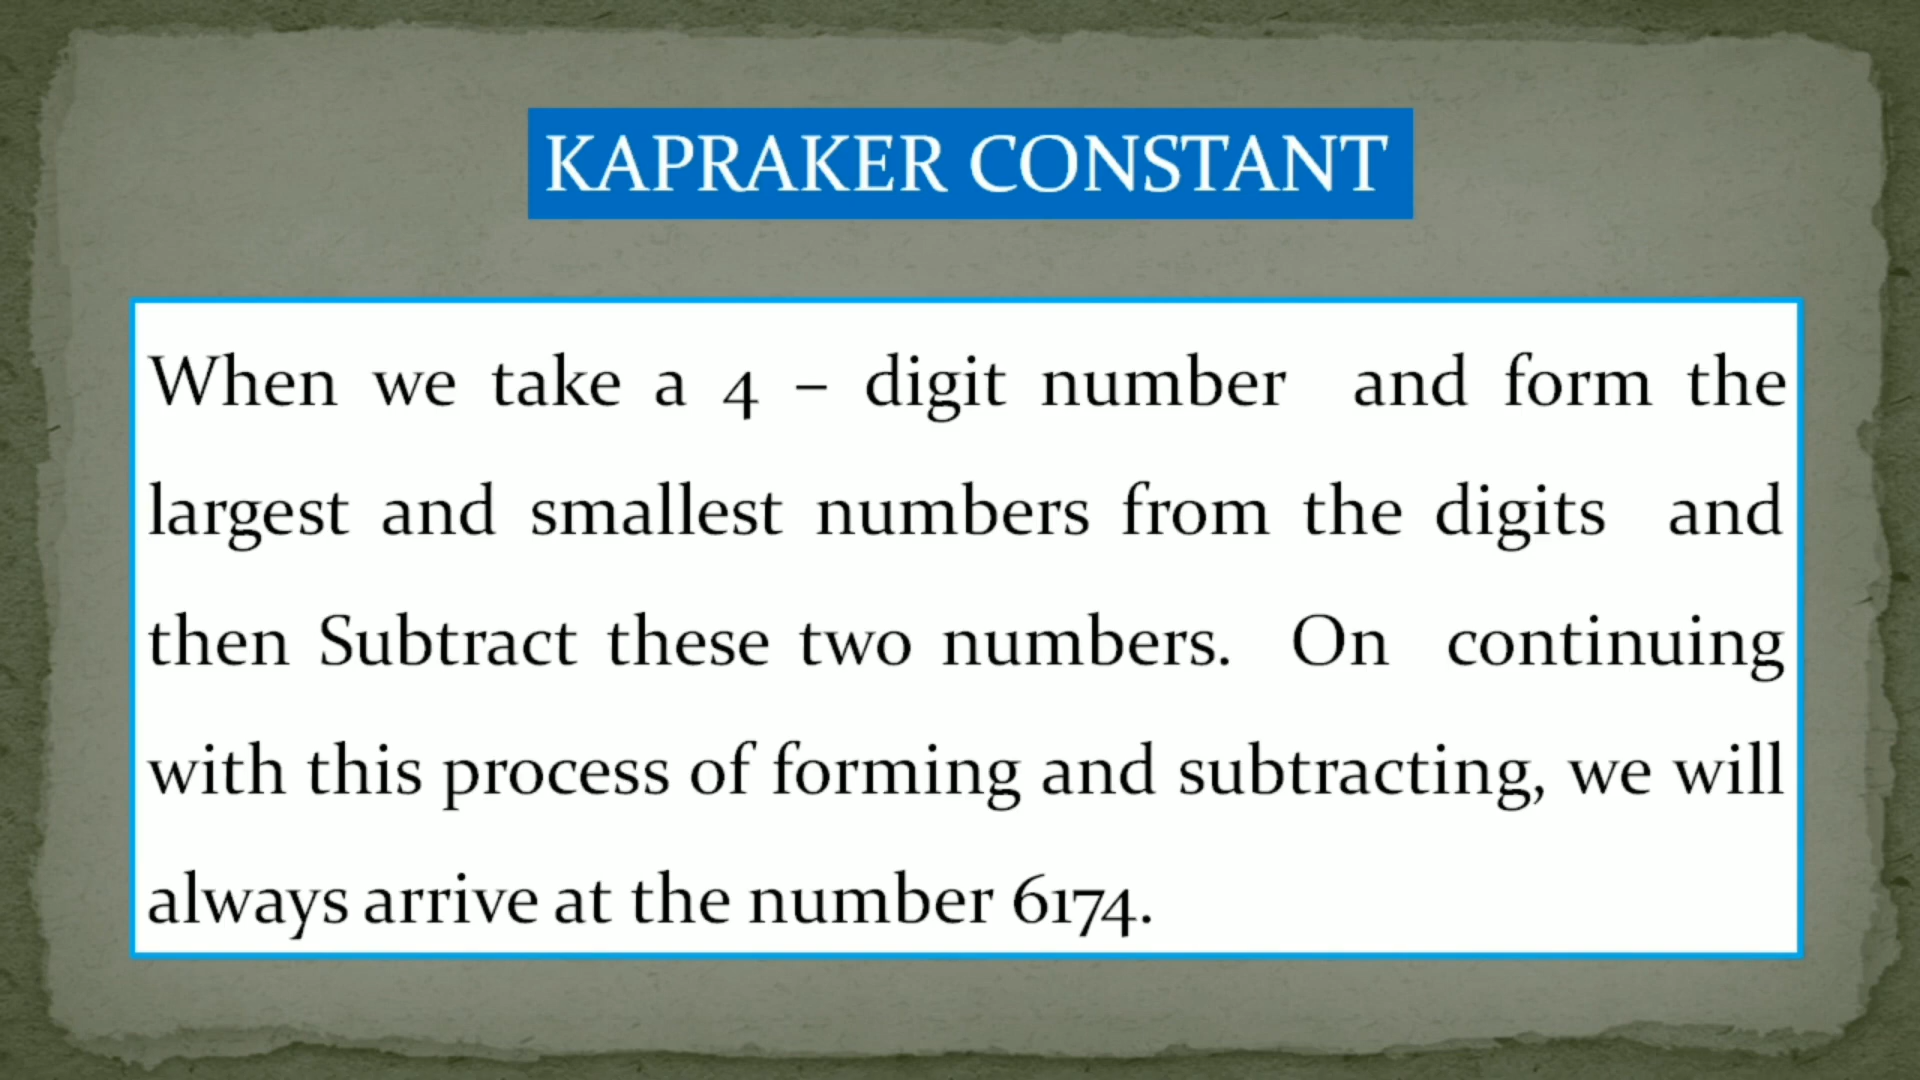 KAPRAKER CONSTANT
When we take a 4 – digit number and form the
largest and smallest numbers from the digits and
then Subtract these two numbers. On continuing
with this process of forming and subtracting, we will
always arrive at the number 6174.